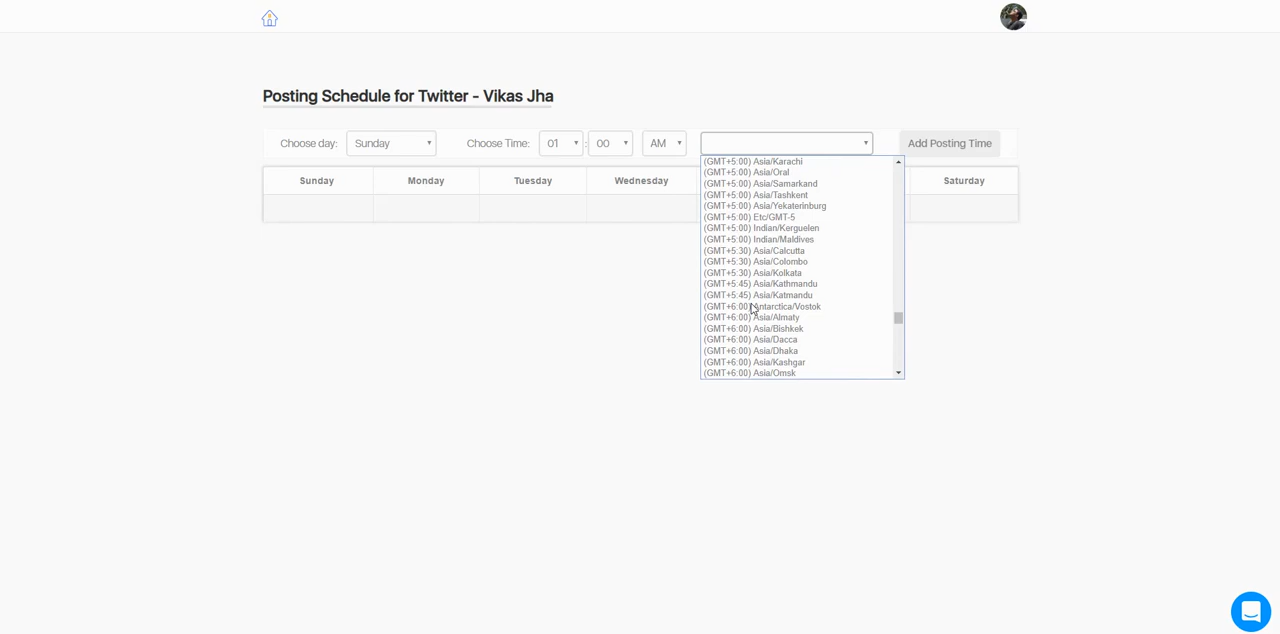 Posting Schedule for Twitter - Vikas Jha
Choose day: Sunday Choose Time: 01 : 00 AM Add Posting Time
Sunday Monday Tuesday Wednesday Saturday
(GMT+5:00) Asia/Karachi
(GMT+5:00) Asia/Oral
(GMT+5:00) Asia/Samarkand
(GMT+5:00) Asia/Tashkent
(GMT+5:00) Asia/Yekaterinburg
(GMT+5:00) Etc/GMT-5
(GMT+5:00) Indian/Kerguelen
(GMT+5:00) Indian/Maldives
(GMT+5:30) Asia/Calcutta
(GMT+5:30) Asia/Colombo
(GMT+5:30) Asia/Kolkata
(GMT+5:45) Asia/Kathmandu
(GMT+5:45) Asia/Katmandu
(GMT+6:00) Antarctica/Vostok
(GMT+6:00) Asia/Almaty
(GMT+6:00) Asia/Bishkek
(GMT+6:00) Asia/Dacca
(GMT+6:00) Asia/Dhaka
(GMT+6:00) Asia/Kashgar
(GMT+6:00) Asia/Omsk